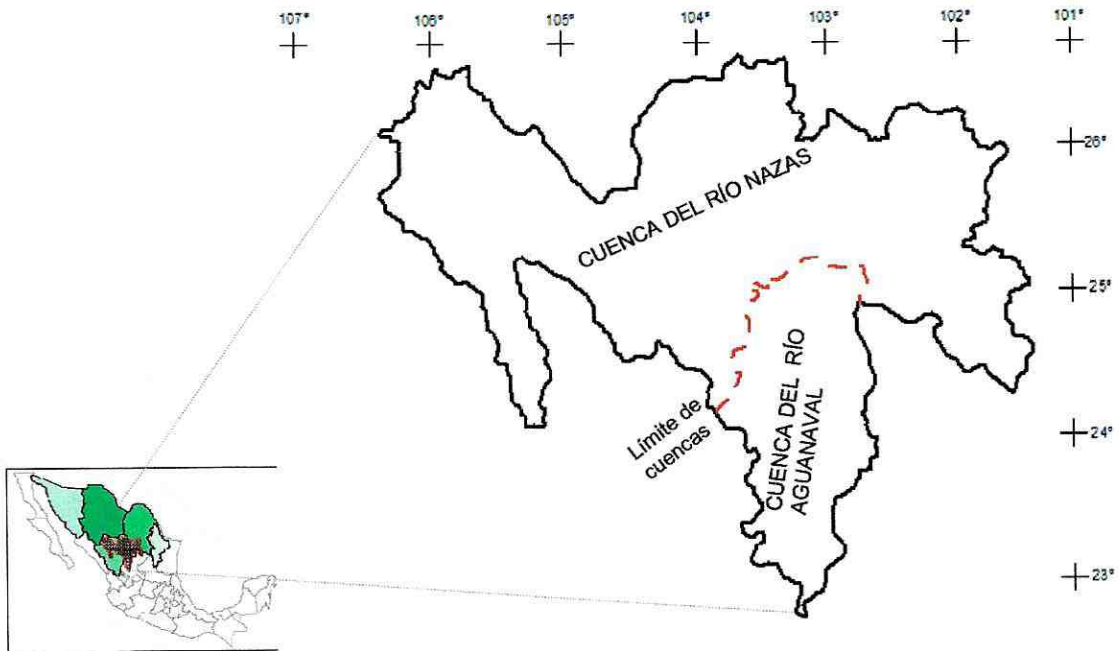 107°
106°
105°
104°
103°
102°
101°
26°
CUENCA DEL RÍO NAZAS
25°
Límite de
cuencas
CUENCA DEL RÍO
AGUANAVAL
24°
23°